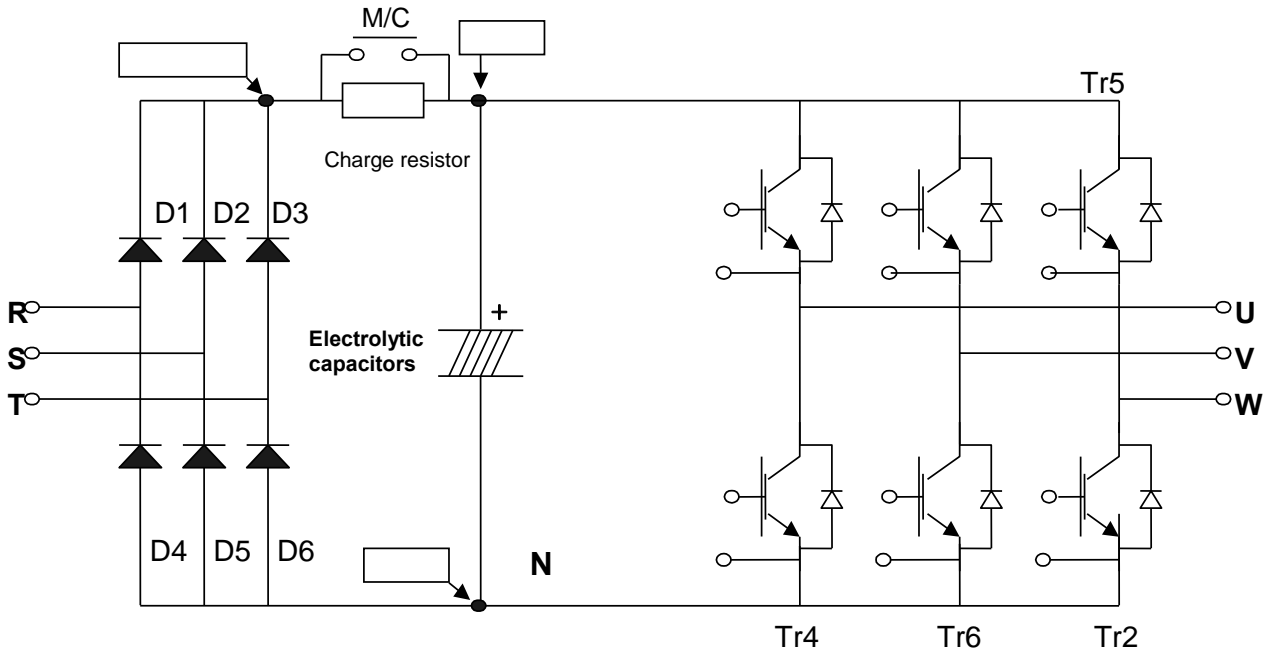 M/C
Tr5
Charge resistor
D1 D2 D3
R
S
T
+
Electrolytic
capacitors
U
V
W
D4 D5 D6
N
Tr4 Tr6 Tr2